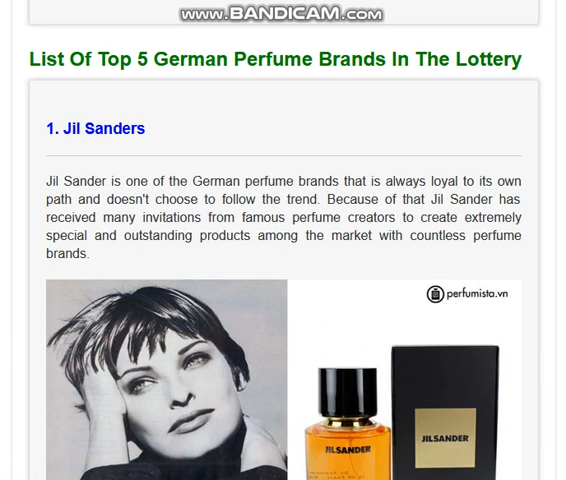 www.BANDICAM.com
List Of Top 5 German Perfume Brands In The Lottery
1. Jil Sanders
Jil Sander is one of the German perfume brands that is always loyal to its own
path and doesn't choose to follow the trend. Because of that Jil Sander has
received many invitations from famous perfume creators to create extremely
special and outstanding products among the market with countless perfume
brands.
perfumista.vn
JILSANDER
JILSANDER